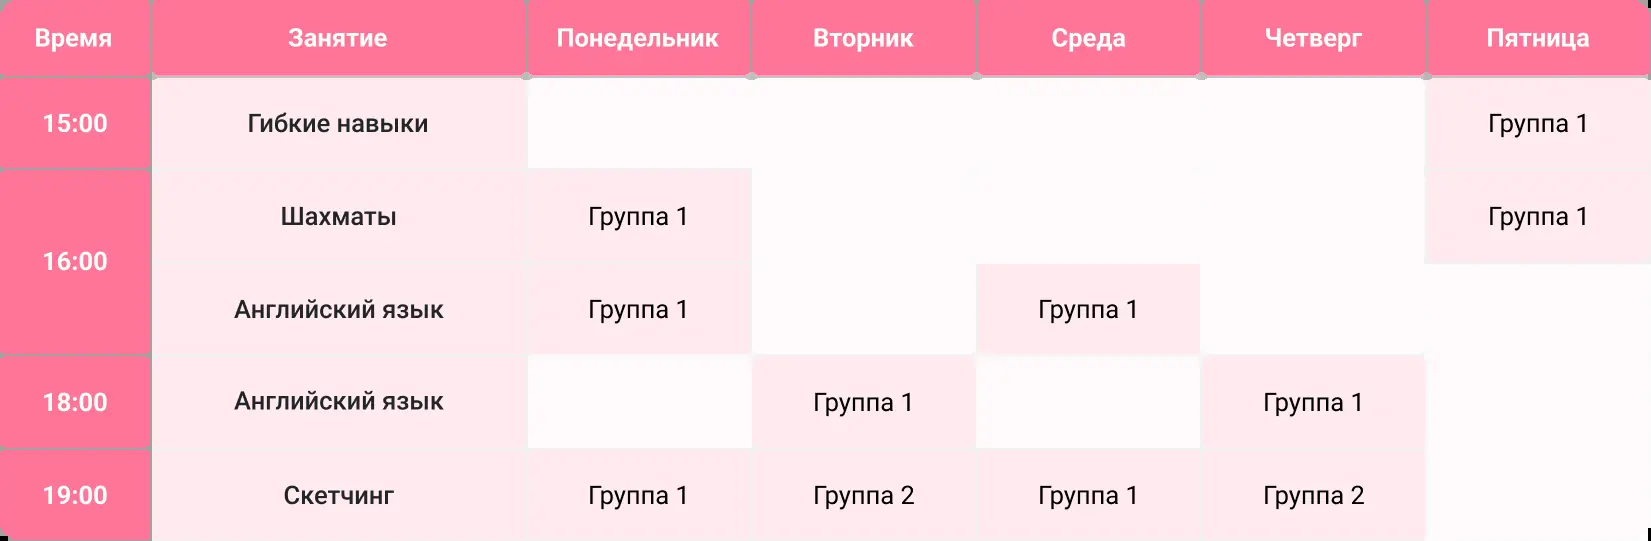 Время Занятие Понедельник Вторник Среда Четверг Пятница
15:00 Гибкие навыки Группа 1
Шахматы Группа 1 Группа 1
16:00
Английский язык Группа 1 Группа 1
18:00 Английский язык Группа 1 Группа 1
19:00 Скетчинг Группа 1 Группа 2 Группа 1 Группа 2